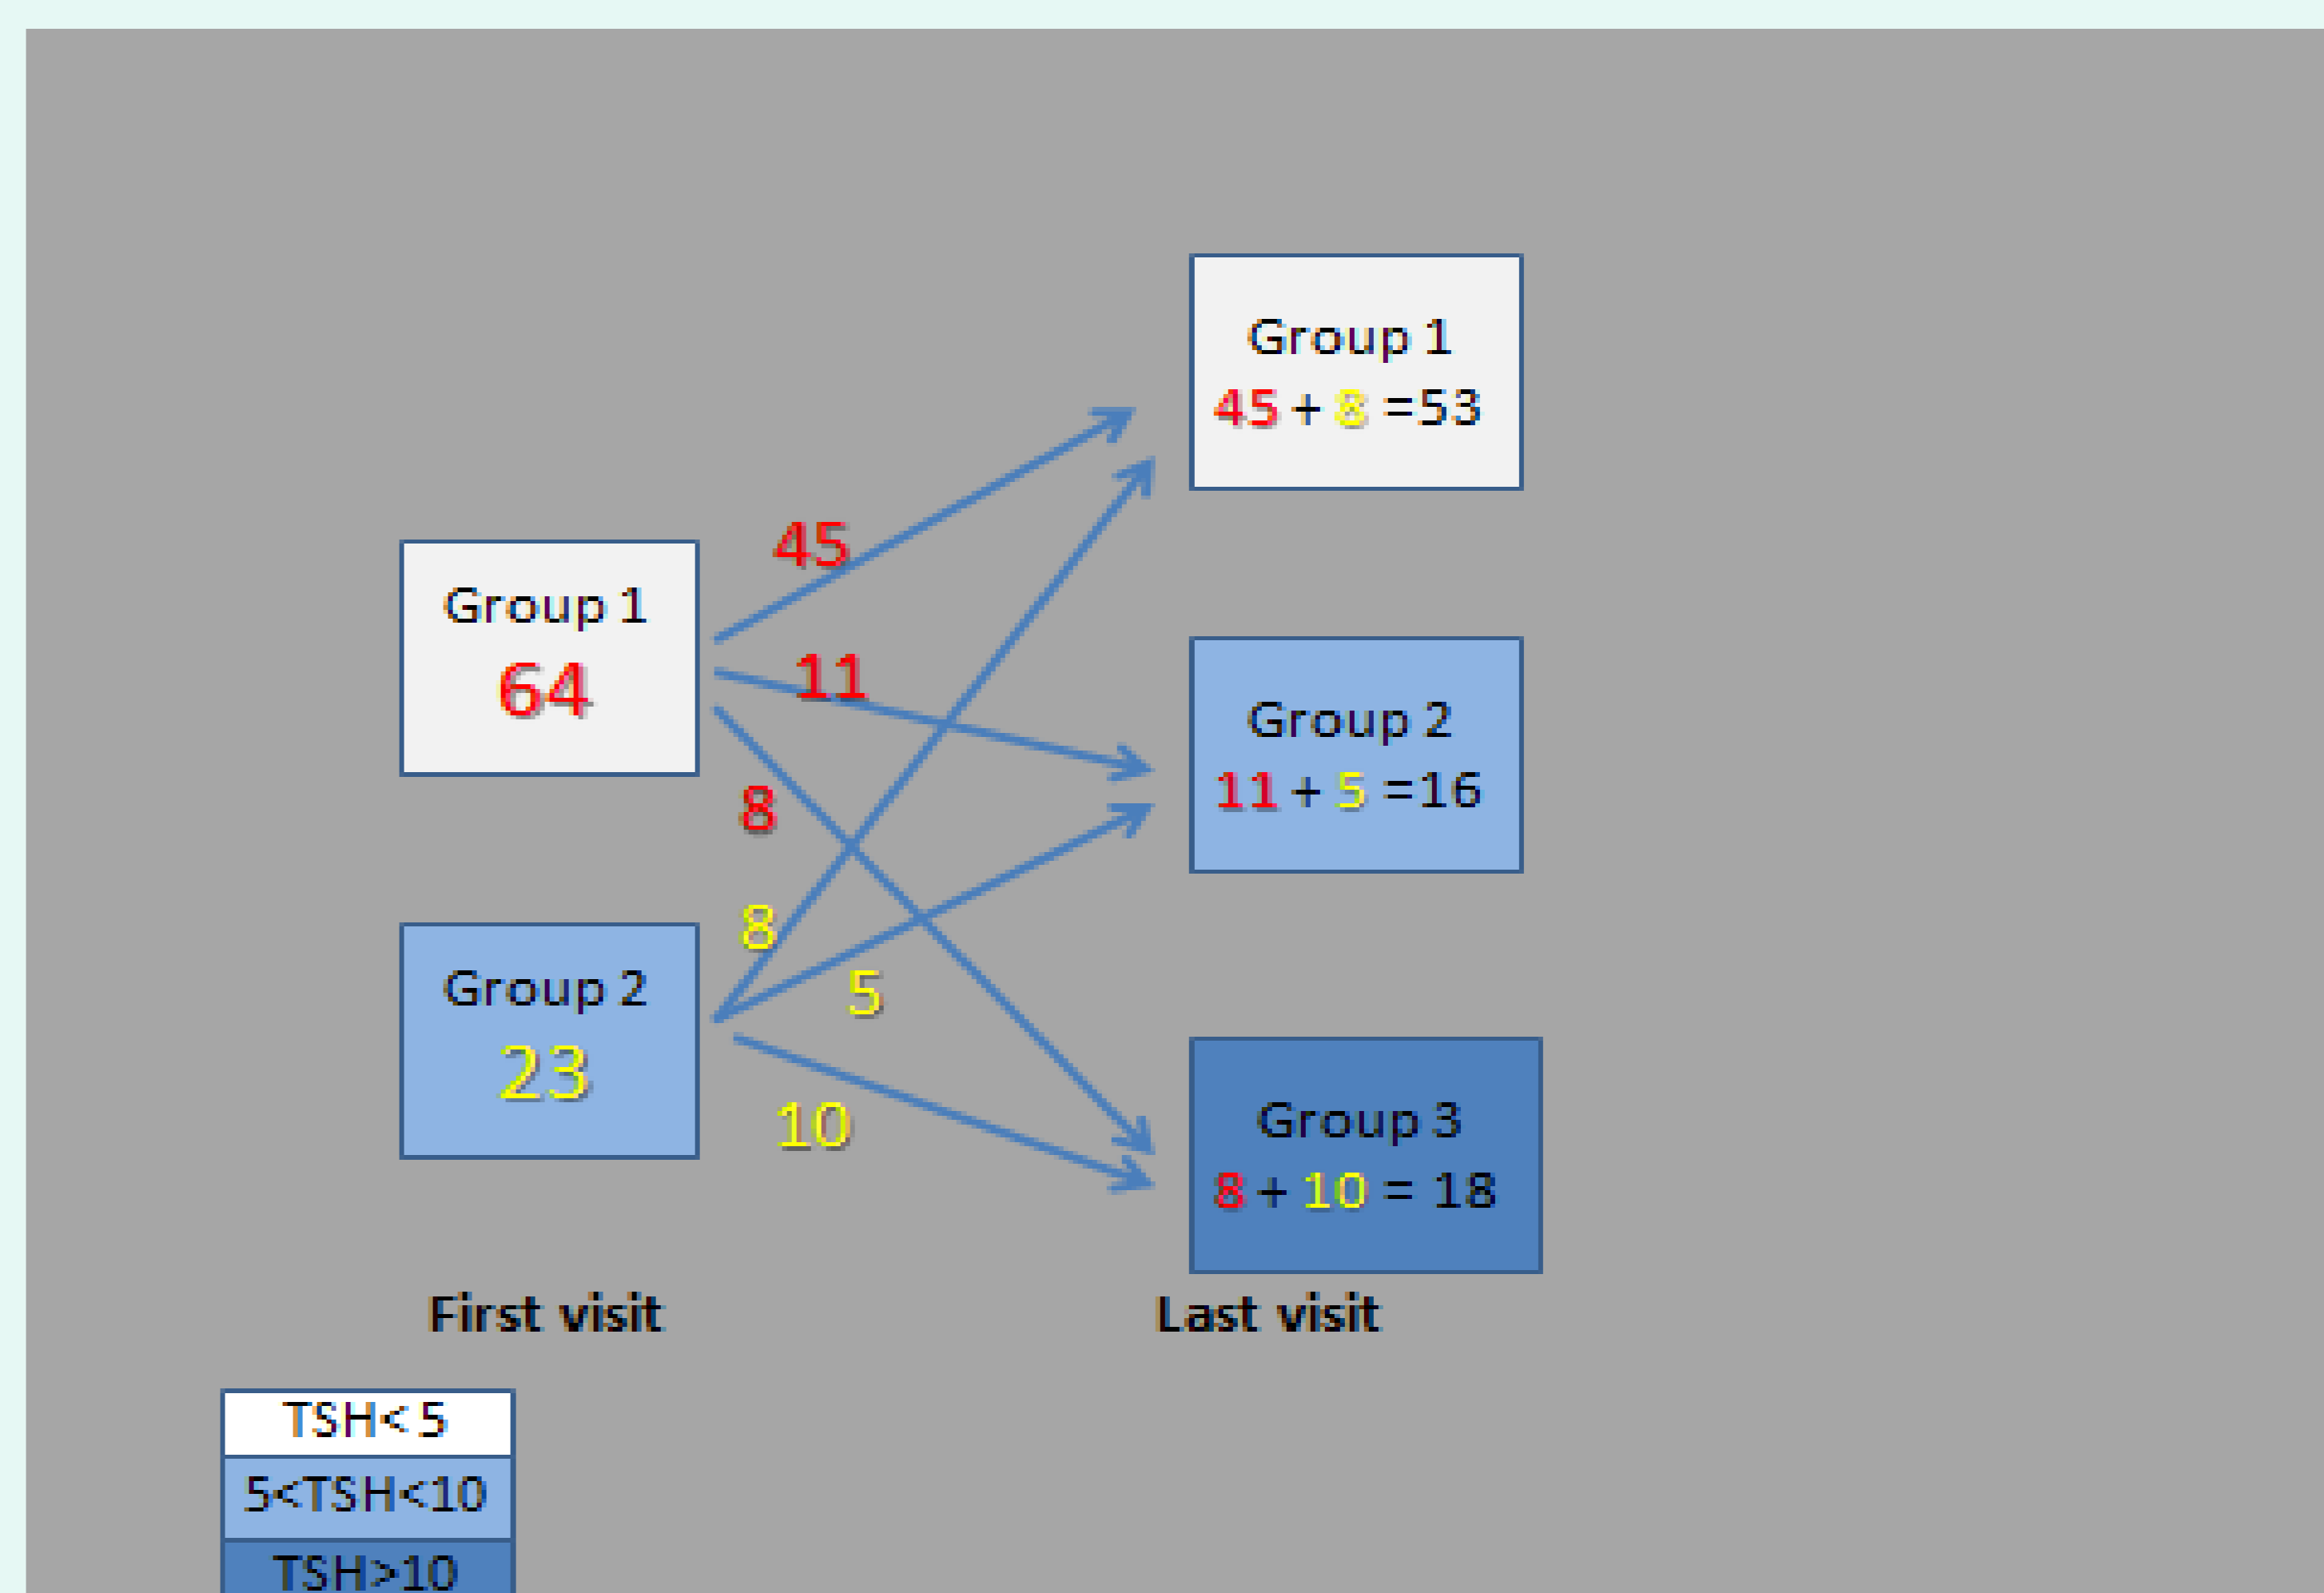 Group 1
45 + 8 =53
45
Group 1
64
11
Group 2
11 + 5 =16
8
8
Group 2
23
5
10
Group 3
8 + 10 = 18
First visit
Last visit
TSH< 5
5<TSH<10
TSH>10